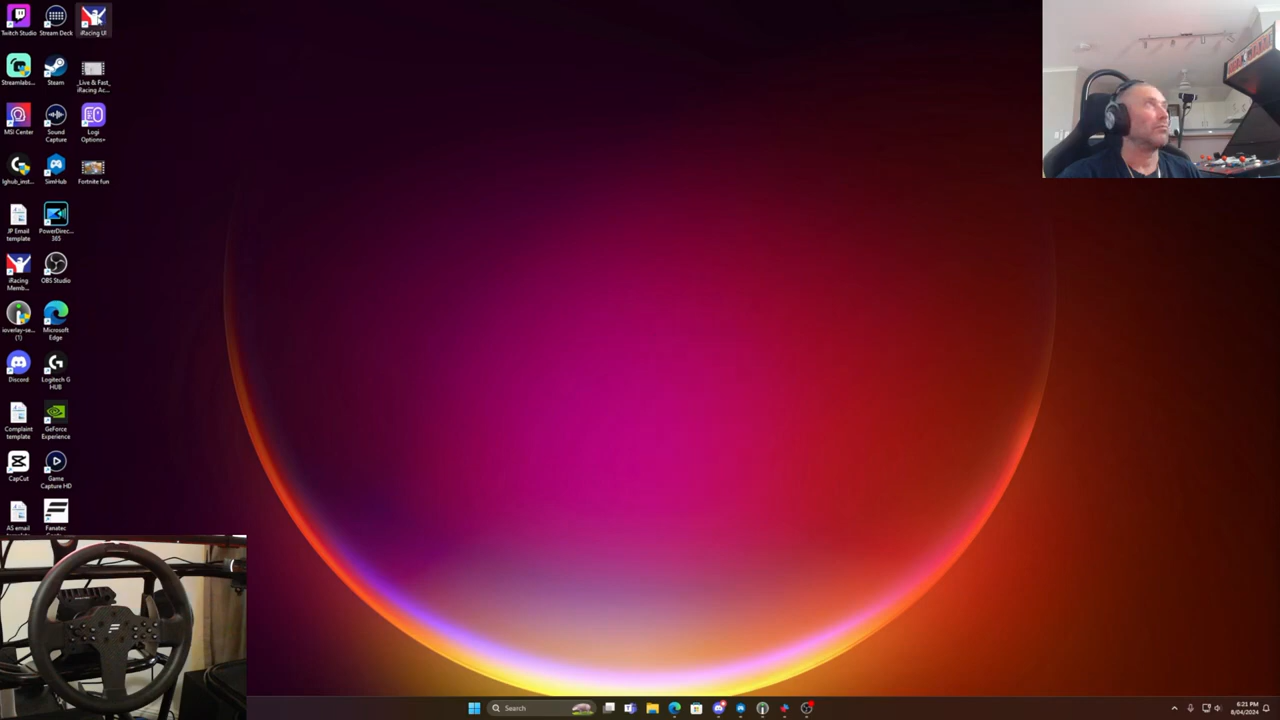 Twitch Studio
Stream Deck
iRacing UI
Streamlabs...
Steam
_Live & Fast_
iRacing Ac...
MSI Center
Sound
Capture
Logi
Options+
lghub_inst...
SimHub
Fortnite fun
JP Email
template
PowerDirec...
365
iRacing
Memb...
OBS Studio
ioverlay-se...
(1)
Microsoft
Edge
Discord
Logitech G
HUB
Complaint
template
GeForce
Experience
CapCut
Game
Capture HD
AS email
Fanatec
Search
6:21 PM
8/04/2024